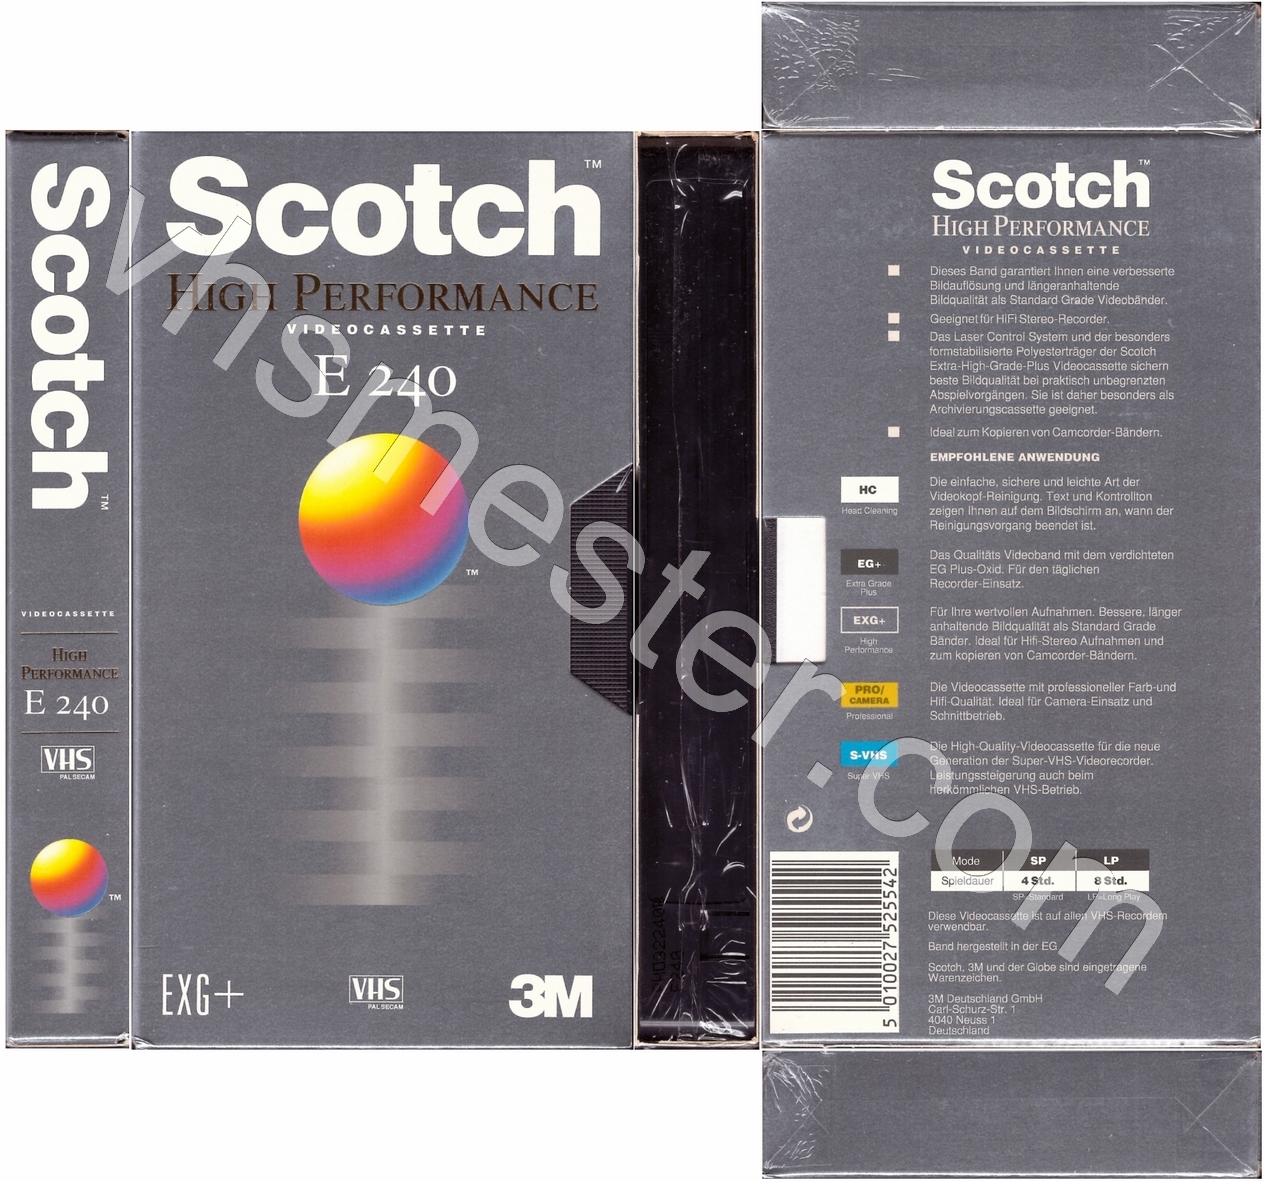 Scotch™
VIDEOCASSETTE
HIGH
PERFORMANCE
E 240
VHS
PAL SECAM
TM
Scotch™
HIGH PERFORMANCE
VIDEOCASSETTE
E 240
TM
EXG+
VHS
PAL SECAM
3M
E240
Scotch™
HIGH PERFORMANCE
VIDEOCASSETTE
Dieses Band garantiert Ihnen eine verbesserte
Bildauflösung und längeranhaltende
Bildqualität als Standard Grade Videobänder.
Geeignet für HiFi Stereo-Recorder.
Das Laser Control System und der besonders
formstabilisierte Polyesterträger der Scotch
Extra-High-Grade-Plus Videocassette sichern
beste Bildqualität bei praktisch unbegrenzten
Abspielvorgängen. Sie ist daher besonders als
Archivierungscassette geeignet.
Ideal zum Kopieren von Camcorder-Bändern.
EMPFOHLENE ANWENDUNG
HC
Head Cleaning
Die einfache, sichere und leichte Art der
Videokopf-Reinigung. Text und Kontrollton
zeigen Ihnen auf dem Bildschirm an, wann der
Reinigungsvorgang beendet ist.
EG+
Extra Grade
Plus
Das Qualitäts Videoband mit dem verdichteten
EG Plus-Oxid. Für den täglichen
Recorder-Einsatz.
EXG+
High
Performance
Für Ihre wertvollen Aufnahmen. Bessere, länger
anhaltende Bildqualität als Standard Grade
Bänder. Ideal für Hifi-Stereo Aufnahmen und
zum kopieren von Camcorder-Bändern.
PRO/
CAMERA
Professional
Die Videocassette mit professioneller Farb-und
Hifi-Qualität. Ideal für Camera-Einsatz und
Schnittbetrieb.
S-VHS
Super VHS
Die High-Quality-Videocassette für die neue
Generation der Super-VHS-Videorecorder.
Leistungssteigerung auch beim
herkömmlichen VHS-Betrieb.
Mode SP LP
Spieldauer 4 Std. 8 Std.
SP=Standard LP=Long Play
Diese Videocassette ist auf allen VHS-Recordern
verwendbar.
Band hergestellt in der EG
Scotch, 3M und der Globe sind eingetragene
Warenzeichen.
3M Deutschland GmbH
Carl-Schurz-Str. 1
4040 Neuss 1
Deutschland
5 010027 525542
vhsmester.com